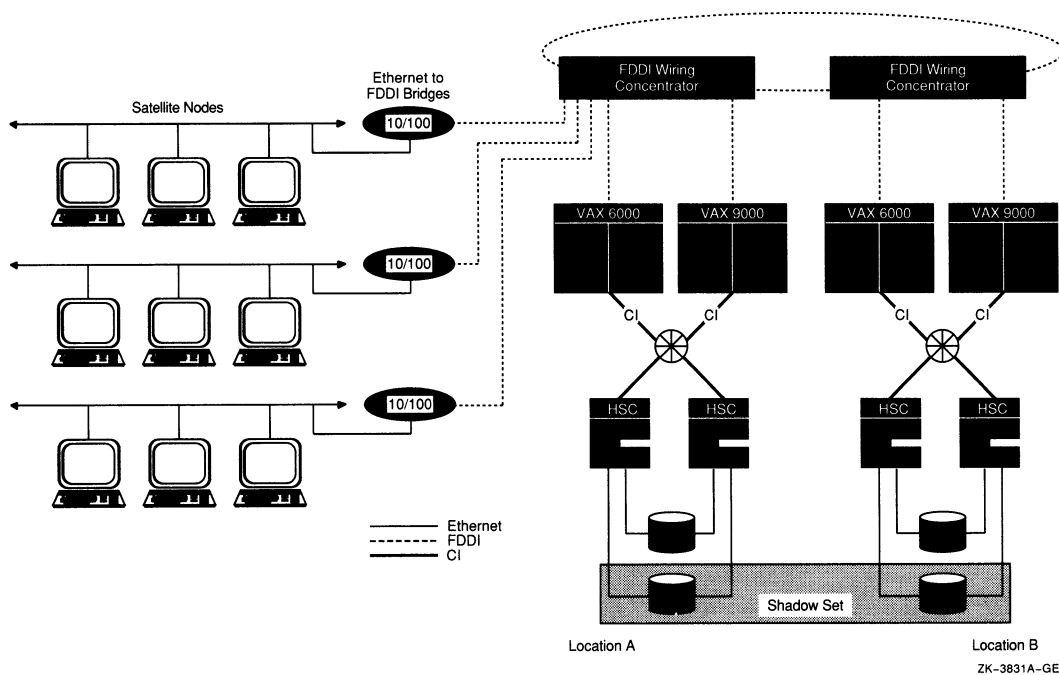 Ethernet to
FDDI Bridges
Satellite Nodes
10/100
10/100
10/100
FDDI Wiring
Concentrator
FDDI Wiring
Concentrator
VAX 6000
VAX 9000
VAX 6000
VAX 9000
CI
CI
CI
CI
HSC
HSC
HSC
HSC
Ethernet
FDDI
CI
Shadow Set
Location A
Location B
ZK-3831A-GE